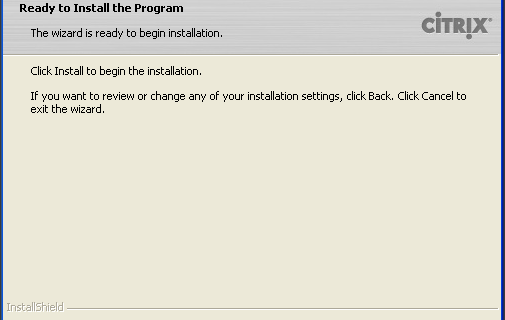 Ready to Install the Program
The wizard is ready to begin installation.
CITRIX®
Click Install to begin the installation.
If you want to review or change any of your installation settings, click Back. Click Cancel to
exit the wizard.
InstallShield